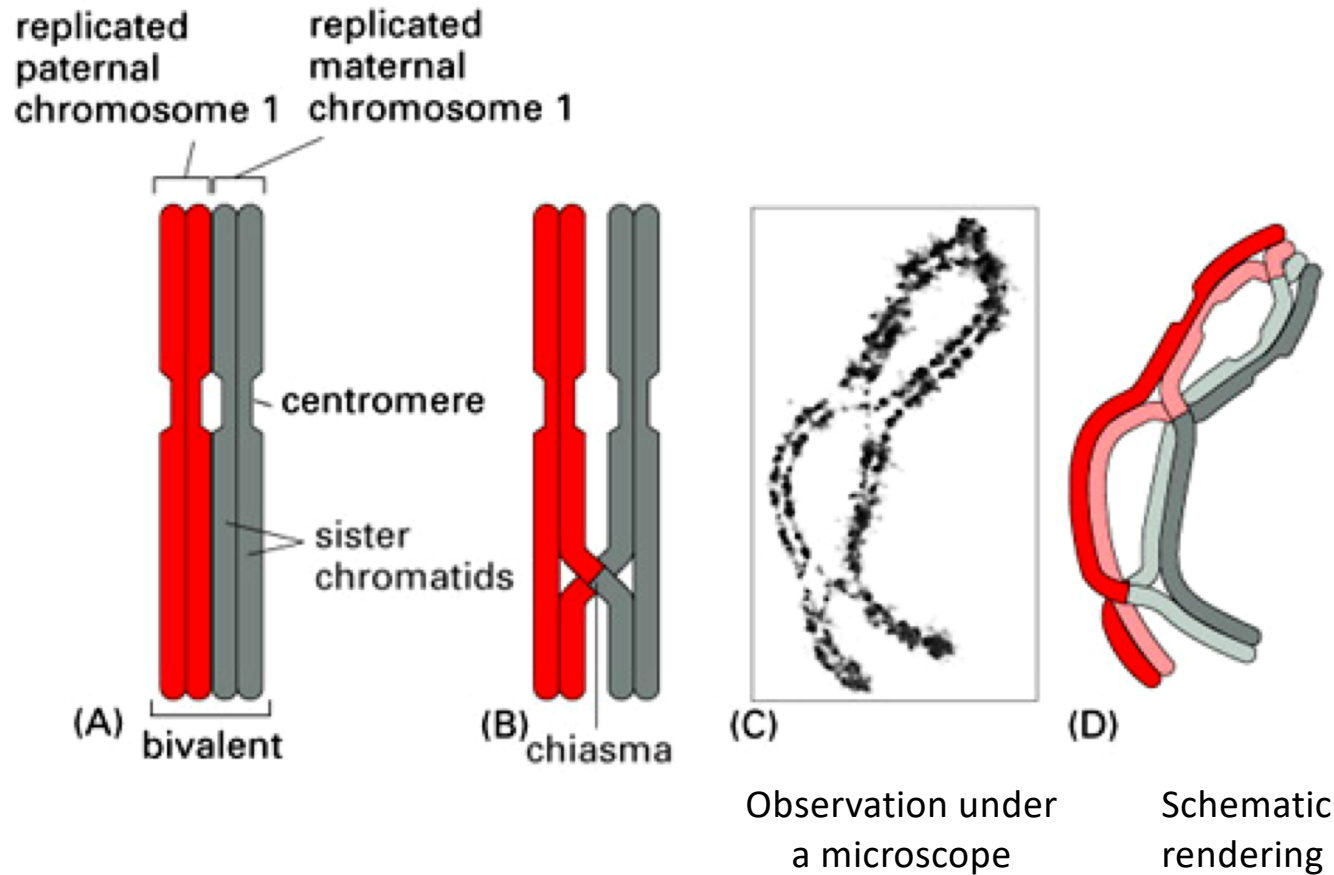 replicated
paternal
chromosome 1
replicated
maternal
chromosome 1
centromere
sister
chromatids
(A)
bivalent
(B)
chiasma
(C)
(D)
Observation under
a microscope
Schematic
rendering